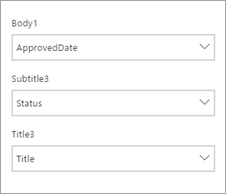 Body1
ApprovedDate
Subtitle3
Status
Title3
Title